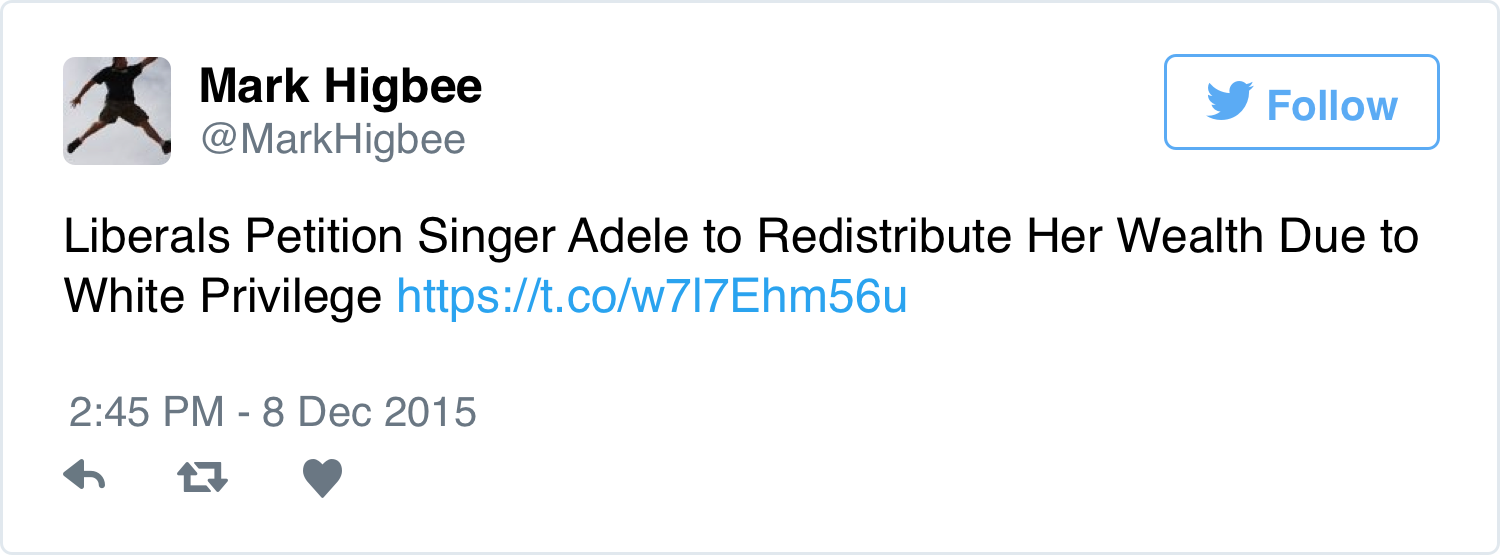 Mark Higbee
@MarkHigbee
Follow
Liberals Petition Singer Adele to Redistribute Her Wealth Due to
White Privilege https://t.co/w7I7Ehm56u
2:45 PM - 8 Dec 2015